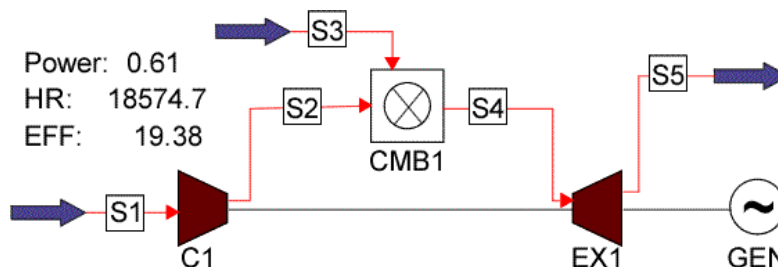 S3
Power: 0.61
S5
HR: 18574.7
S2
S4
EFF: 19.38
CMB1
S1
C1
EX1
GEN